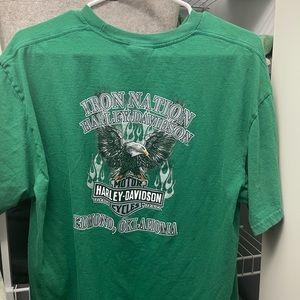 IRON NATION
HARLEY-DAVIDSON
MOTOR
HARLEY-DAVIDSON
CYCLES
EDMOND, OKLAHOMA